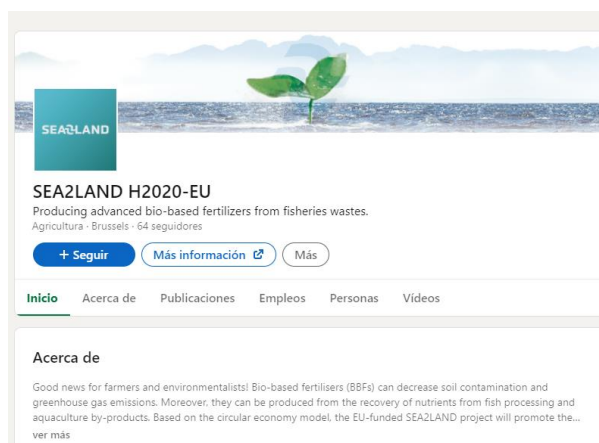 SEA2LAND
SEA2LAND H2020-EU
Producing advanced bio-based fertilizers from fisheries wastes.
Agricultura · Brussels · 64 seguidores
+ Seguir
Más información
Más
Inicio
Acerca de
Publicaciones
Empleos
Personas
Vídeos
Acerca de
Good news for farmers and environmentalists! Bio-based fertilisers (BBFs) can decrease soil contamination and
greenhouse gas emissions. Moreover, they can be produced from the recovery of nutrients from fish processing and
aquaculture by-products. Based on the circular economy model, the EU-funded SEA2LAND project will promote the...
ver más